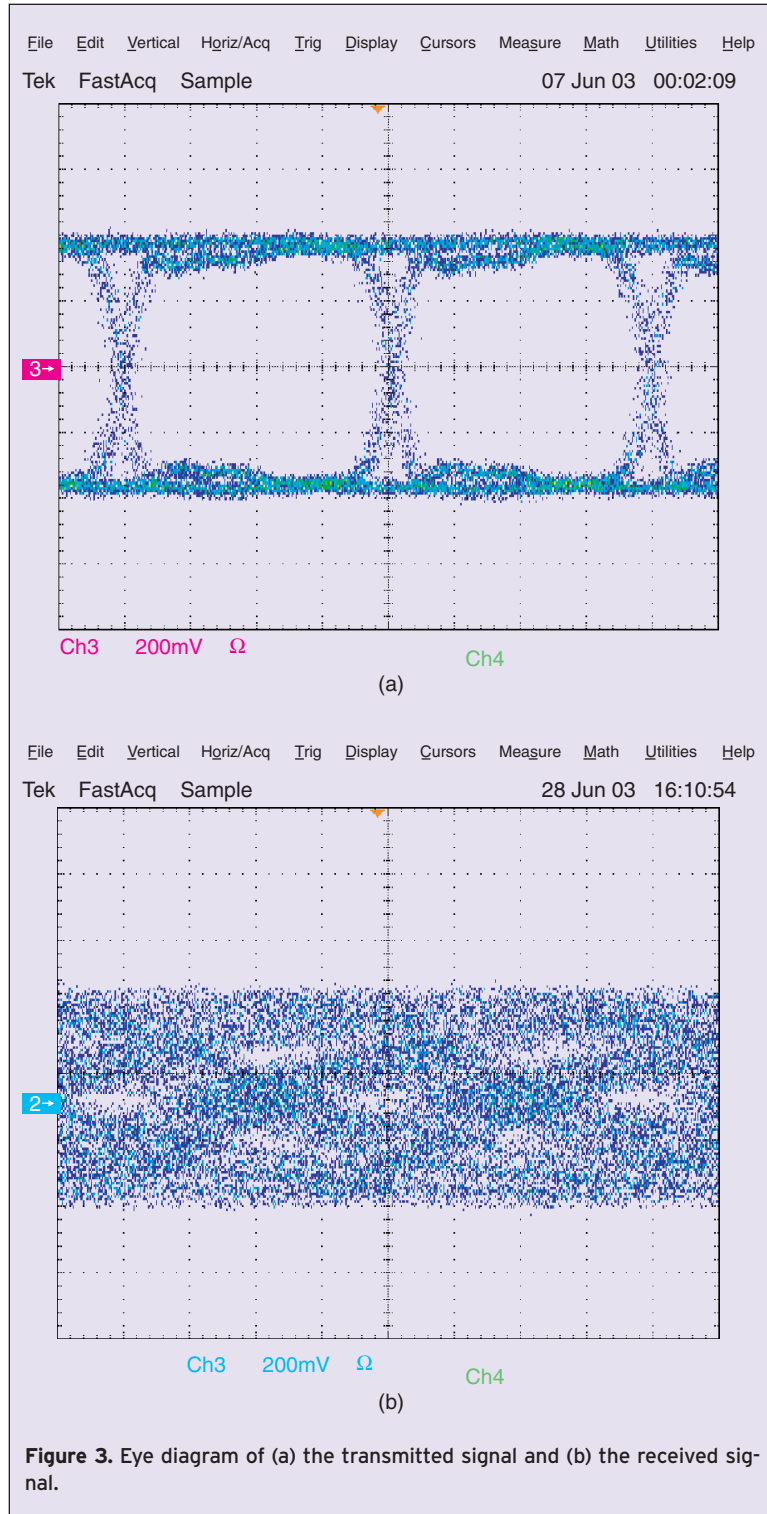 File Edit Vertical Horiz/Acq Trig Display Cursors Measure Math Utilities Help
Tek FastAcq Sample 07 Jun 03 00:02:09
3→
Ch3 200mV Ω Ch4
(a)
File Edit Vertical Horiz/Acq Trig Display Cursors Measure Math Utilities Help
Tek FastAcq Sample 28 Jun 03 16:10:54
2→
Ch3 200mV Ω Ch4
(b)
Figure 3. Eye diagram of (a) the transmitted signal and (b) the received sig-
nal.